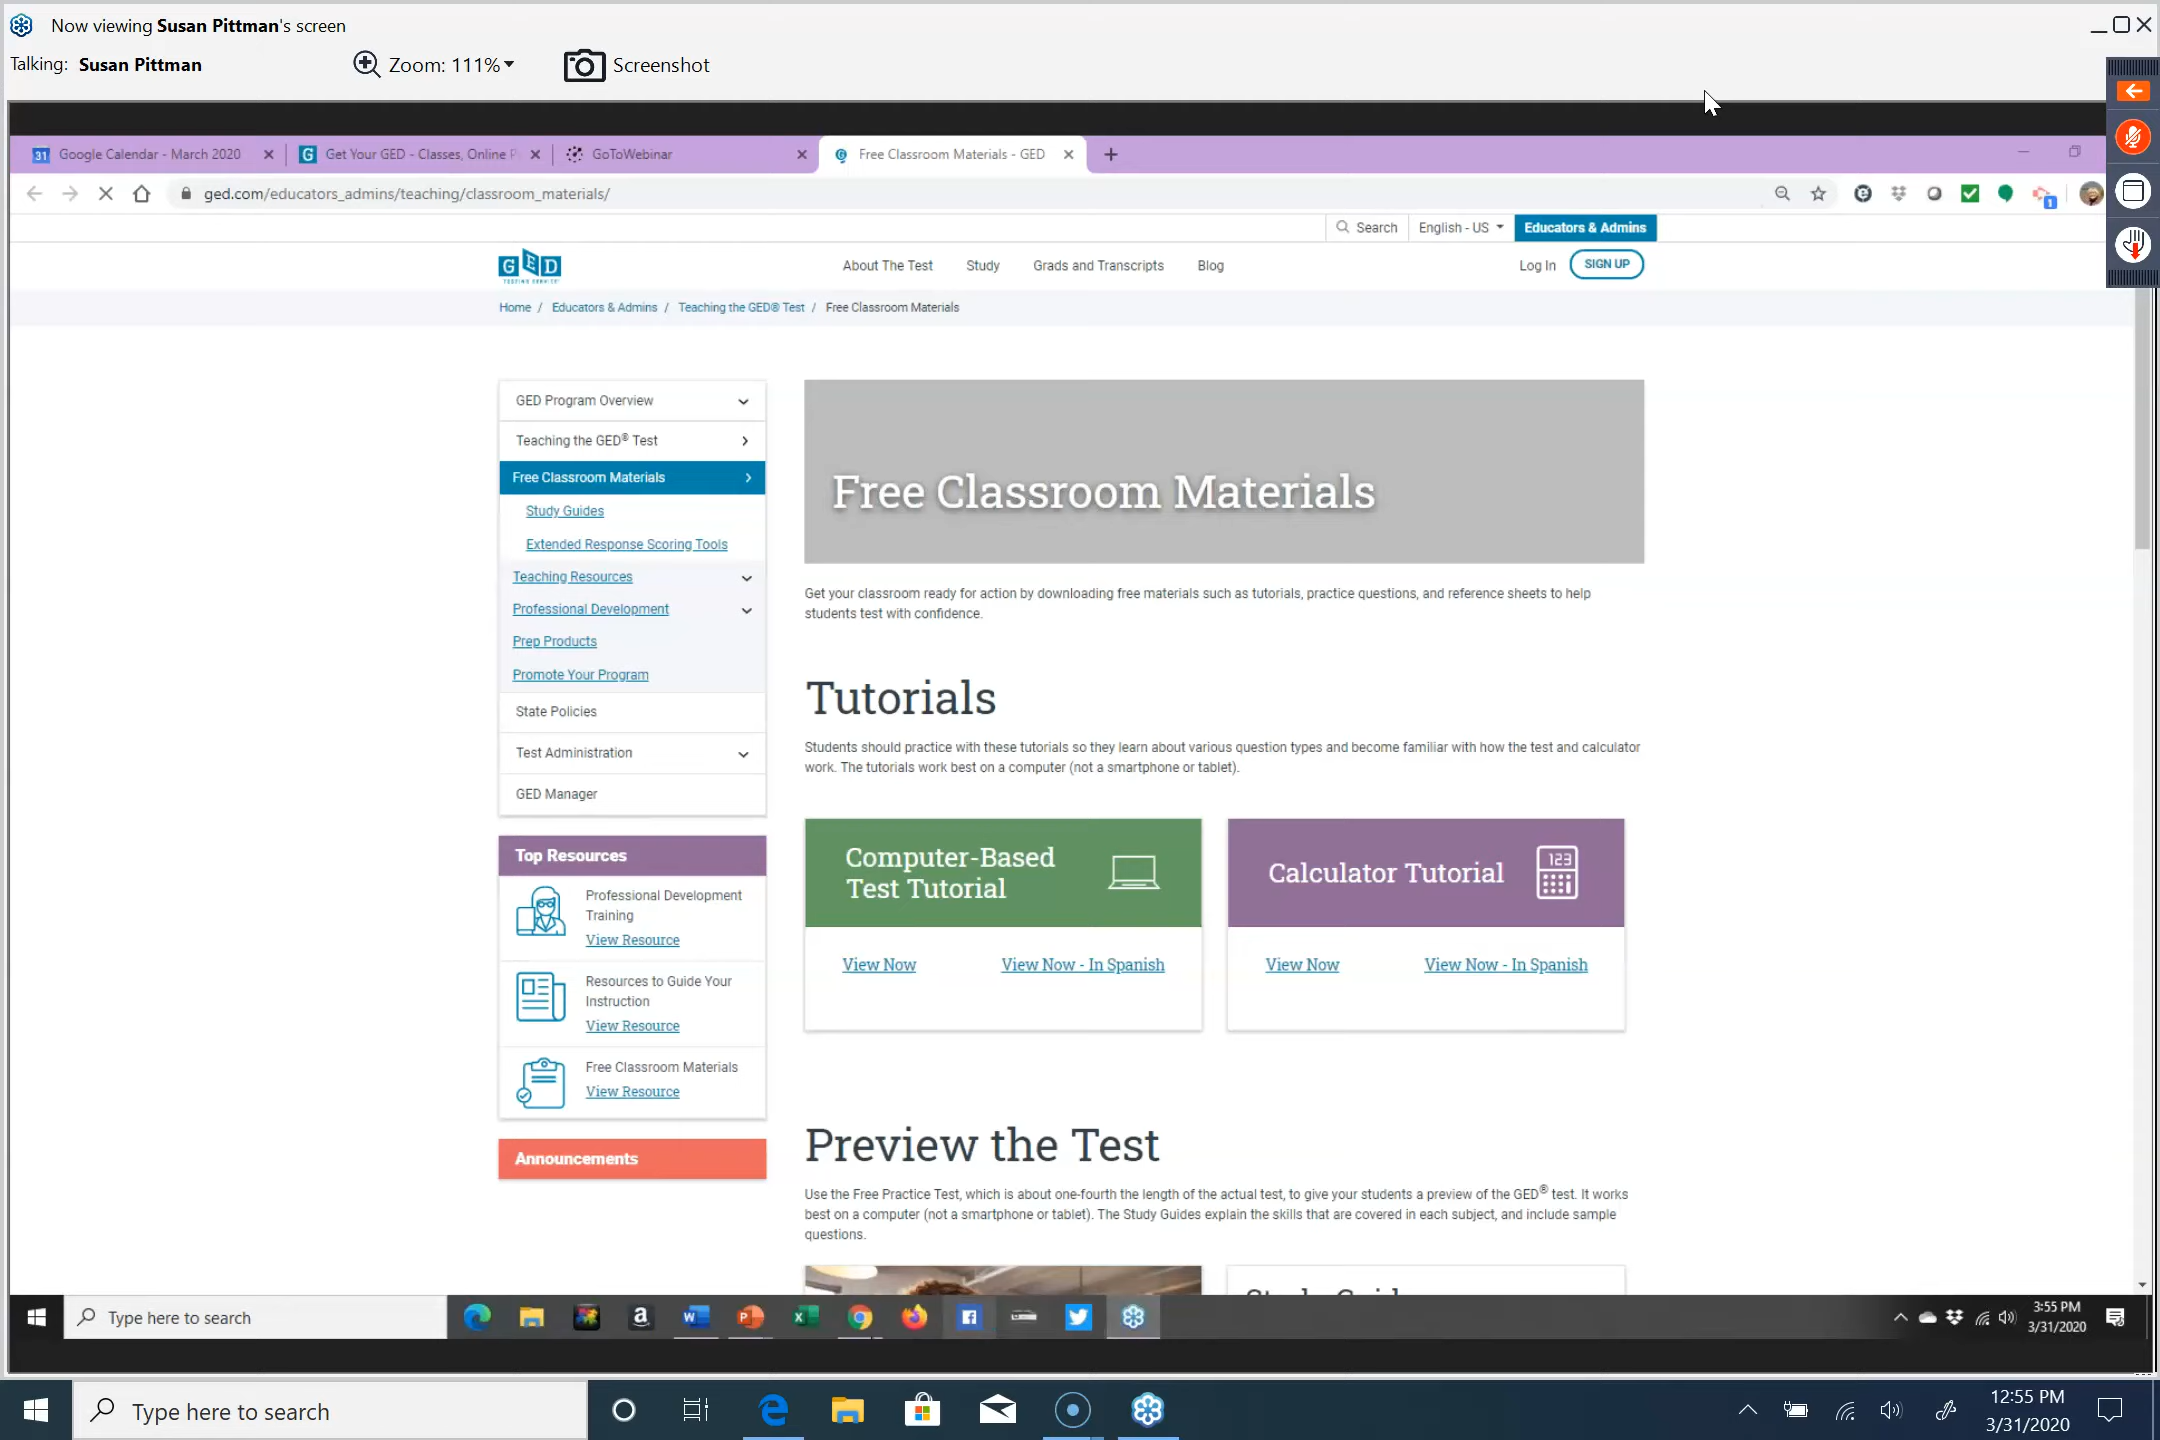 Now viewing Susan Pittman's screen
Talking: Susan Pittman
Zoom: 111%
Screenshot
31 Google Calendar - March 2020
G Get Your GED - Classes, Online P
GoToWebinar
Free Classroom Materials - GED
ged.com/educators_admins/teaching/classroom_materials/
1
Search
English - US
Educators & Admins
GED
TESTING SERVICE
About The Test
Study
Grads and Transcripts
Blog
Log In
SIGN UP
Home / Educators & Admins / Teaching the GED® Test / Free Classroom Materials
GED Program Overview
Teaching the GED® Test
Free Classroom Materials
Study Guides
Extended Response Scoring Tools
Teaching Resources
Professional Development
Prep Products
Promote Your Program
State Policies
Test Administration
GED Manager
Top Resources
Professional Development
Training
View Resource
Resources to Guide Your
Instruction
View Resource
Free Classroom Materials
View Resource
Announcements
Free Classroom Materials
Get your classroom ready for action by downloading free materials such as tutorials, practice questions, and reference sheets to help
students test with confidence.
Tutorials
Students should practice with these tutorials so they learn about various question types and become familiar with how the test and calculator
work. The tutorials work best on a computer (not a smartphone or tablet).
Computer-Based
Test Tutorial
View Now
View Now - In Spanish
Calculator Tutorial
123
View Now
View Now - In Spanish
Preview the Test
Use the Free Practice Test, which is about one-fourth the length of the actual test, to give your students a preview of the GED® test. It works
best on a computer (not a smartphone or tablet). The Study Guides explain the skills that are covered in each subject, and include sample
questions.
Type here to search
3:55 PM
3/31/2020
Type here to search
12:55 PM
3/31/2020